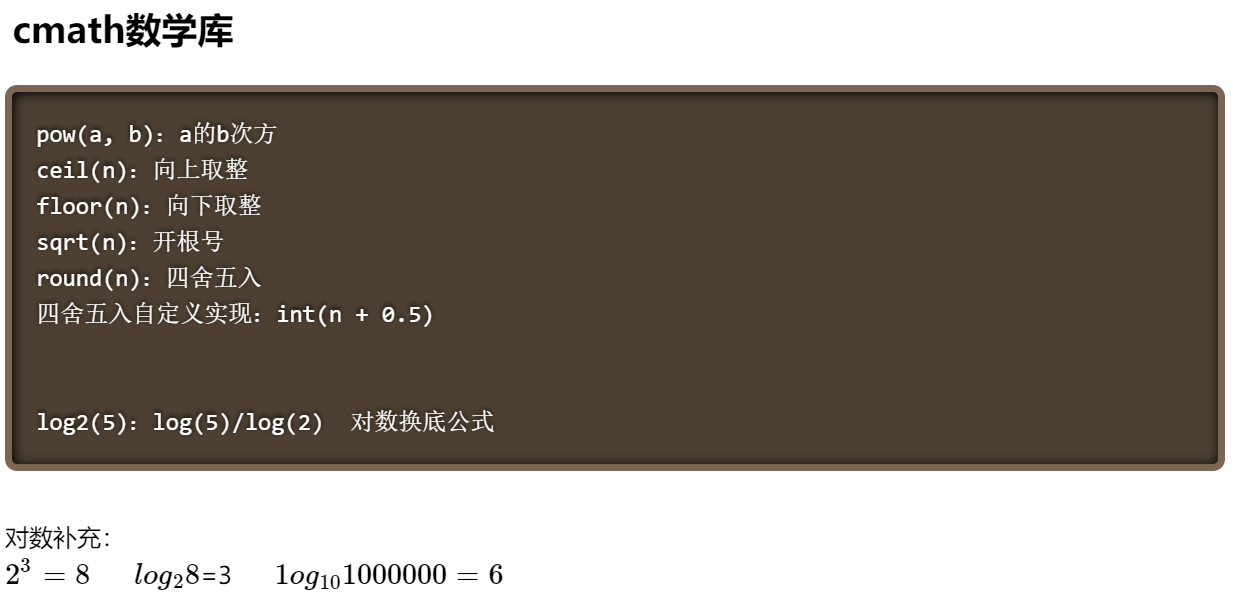 cmath数学库
pow(a, b)：a的b次方
ceil(n)：向上取整
floor(n)：向下取整
sqrt(n)：开根号
round(n)：四舍五入
四舍五入自定义实现：int(n + 0.5)
log2(5)：log(5)/log(2)  对数换底公式
对数补充：
2³ = 8 log₂8=3 1og₁₀1000000 = 6